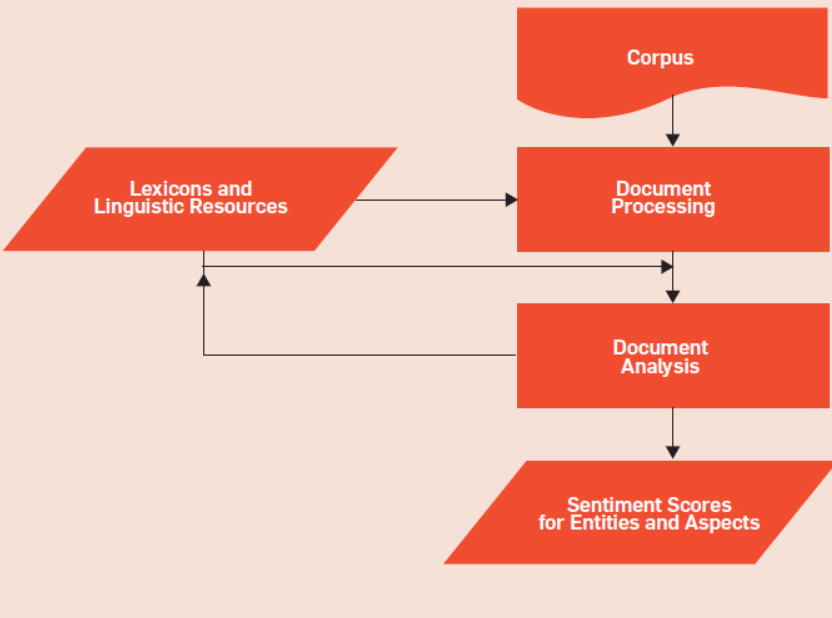 Corpus
Lexicons and
Linguistic Resources
Document
Processing
Document
Analysis
Sentiment Scores
for Entities and Aspects